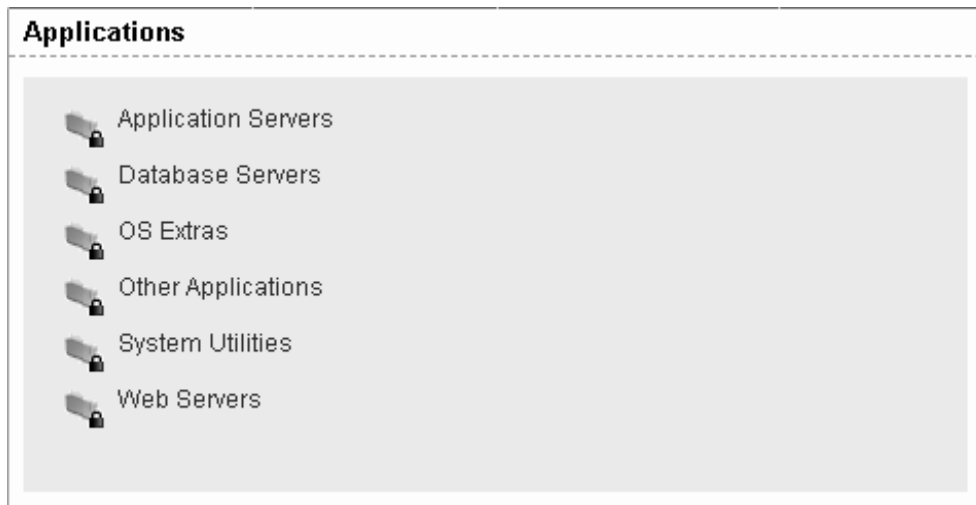 Applications
Application Servers
Database Servers
OS Extras
Other Applications
System Utilities
Web Servers